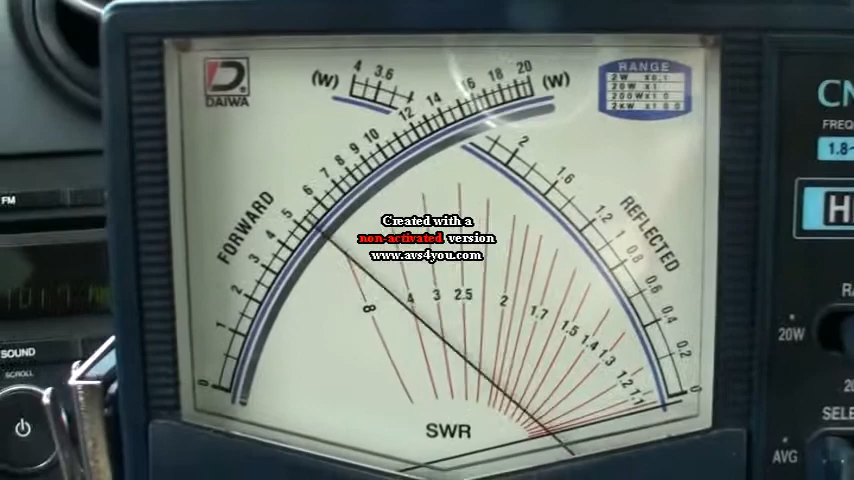 DAIWA
(W)
4 3.6
(W)
RANGE
2W X0.1
20W X1
200W X10
2KW X100
FORWARD
0 1 2 3 4 5 6 7 8 9 10 12 14 16 18 20
REFLECTED
2 1.6 1.2 1 0.8 0.6 0.4 0.2 0
Created with a
non-activated version
www.avs4you.com
∞ 4 3 2.5 2 1.7 1.5 1.4 1.3 1.2 1.1
SWR
FM
SOUND
SCROLL
CN
FREQ
1.8~
20W
SELE
AVG